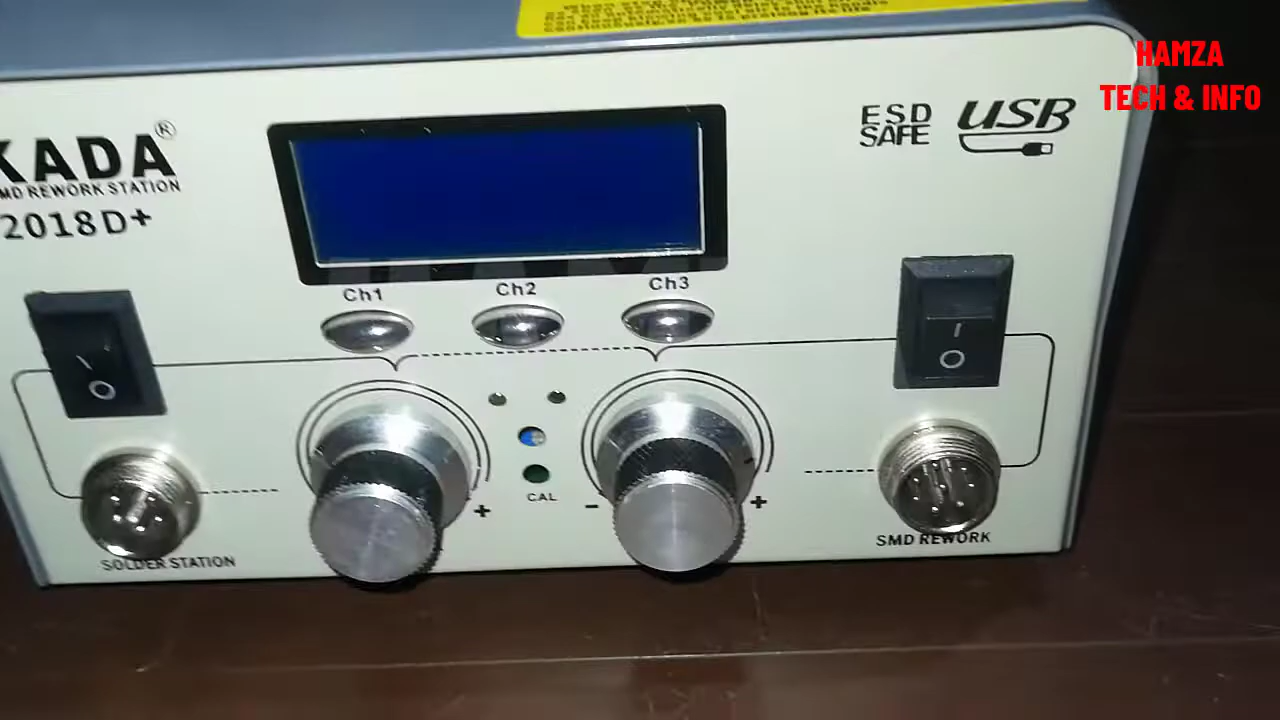 HAMZA
TECH & INFO
KADA®
MD REWORK STATION
2018D+
ESD
SAFE
USB
Ch1
Ch2
Ch3
CAL
+
-
+
SOLDER STATION
SMD REWORK